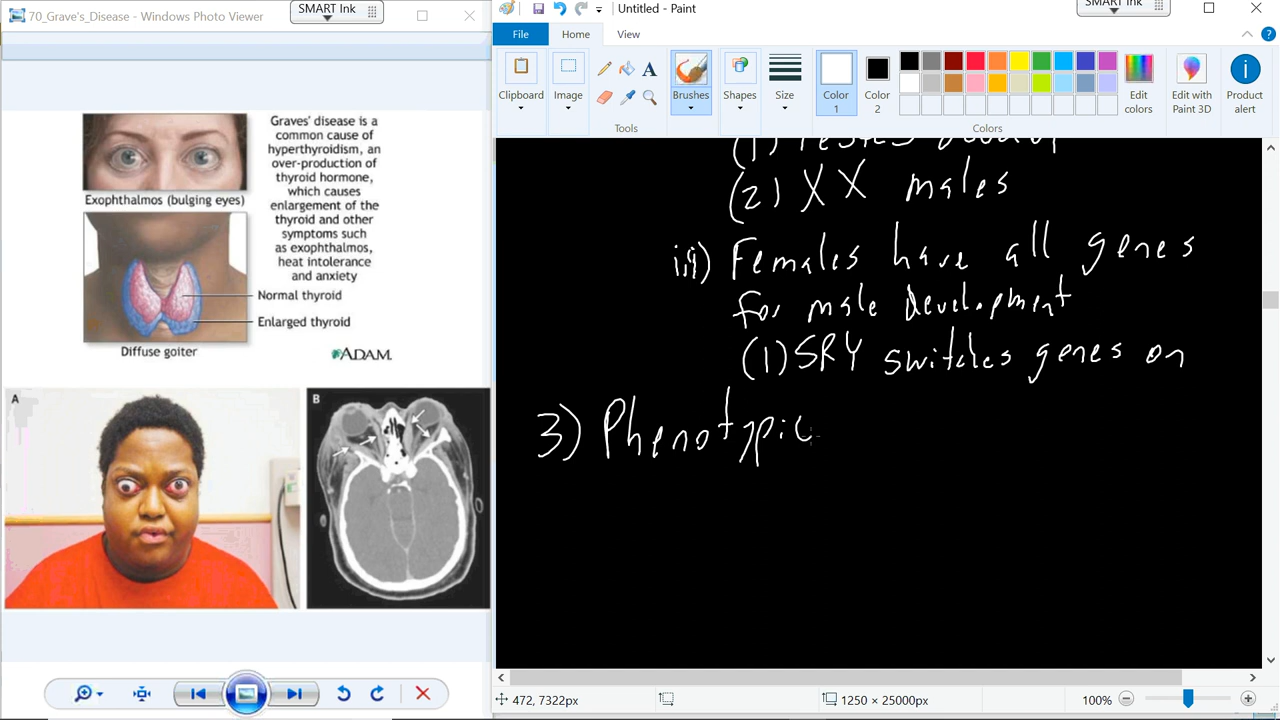 70_Grave's_Disease - Windows Photo Viewer
SMART Ink
Graves' disease is a
common cause of
hyperthyroidism, an
over-production of
thyroid hormone,
which causes
enlargement of the
thyroid and other
symptoms such
as exophthalmos,
heat intolerance
and anxiety
Exophthalmos (bulging eyes)
Normal thyroid
Enlarged thyroid
Diffuse goiter
ADAM.
A
B
Untitled - Paint
SMART Ink
File
Home
View
Clipboard
Image
Tools
Brushes
Shapes
Size
Color 1
Color 2
Edit colors
Edit with Paint 3D
Product alert
Colors
(1) Testes
(2) XX males
iii) Females have all genes
for male development
(1) SRY switches genes on
3) Phenotypic
472, 7322px
1250 × 25000px
100%